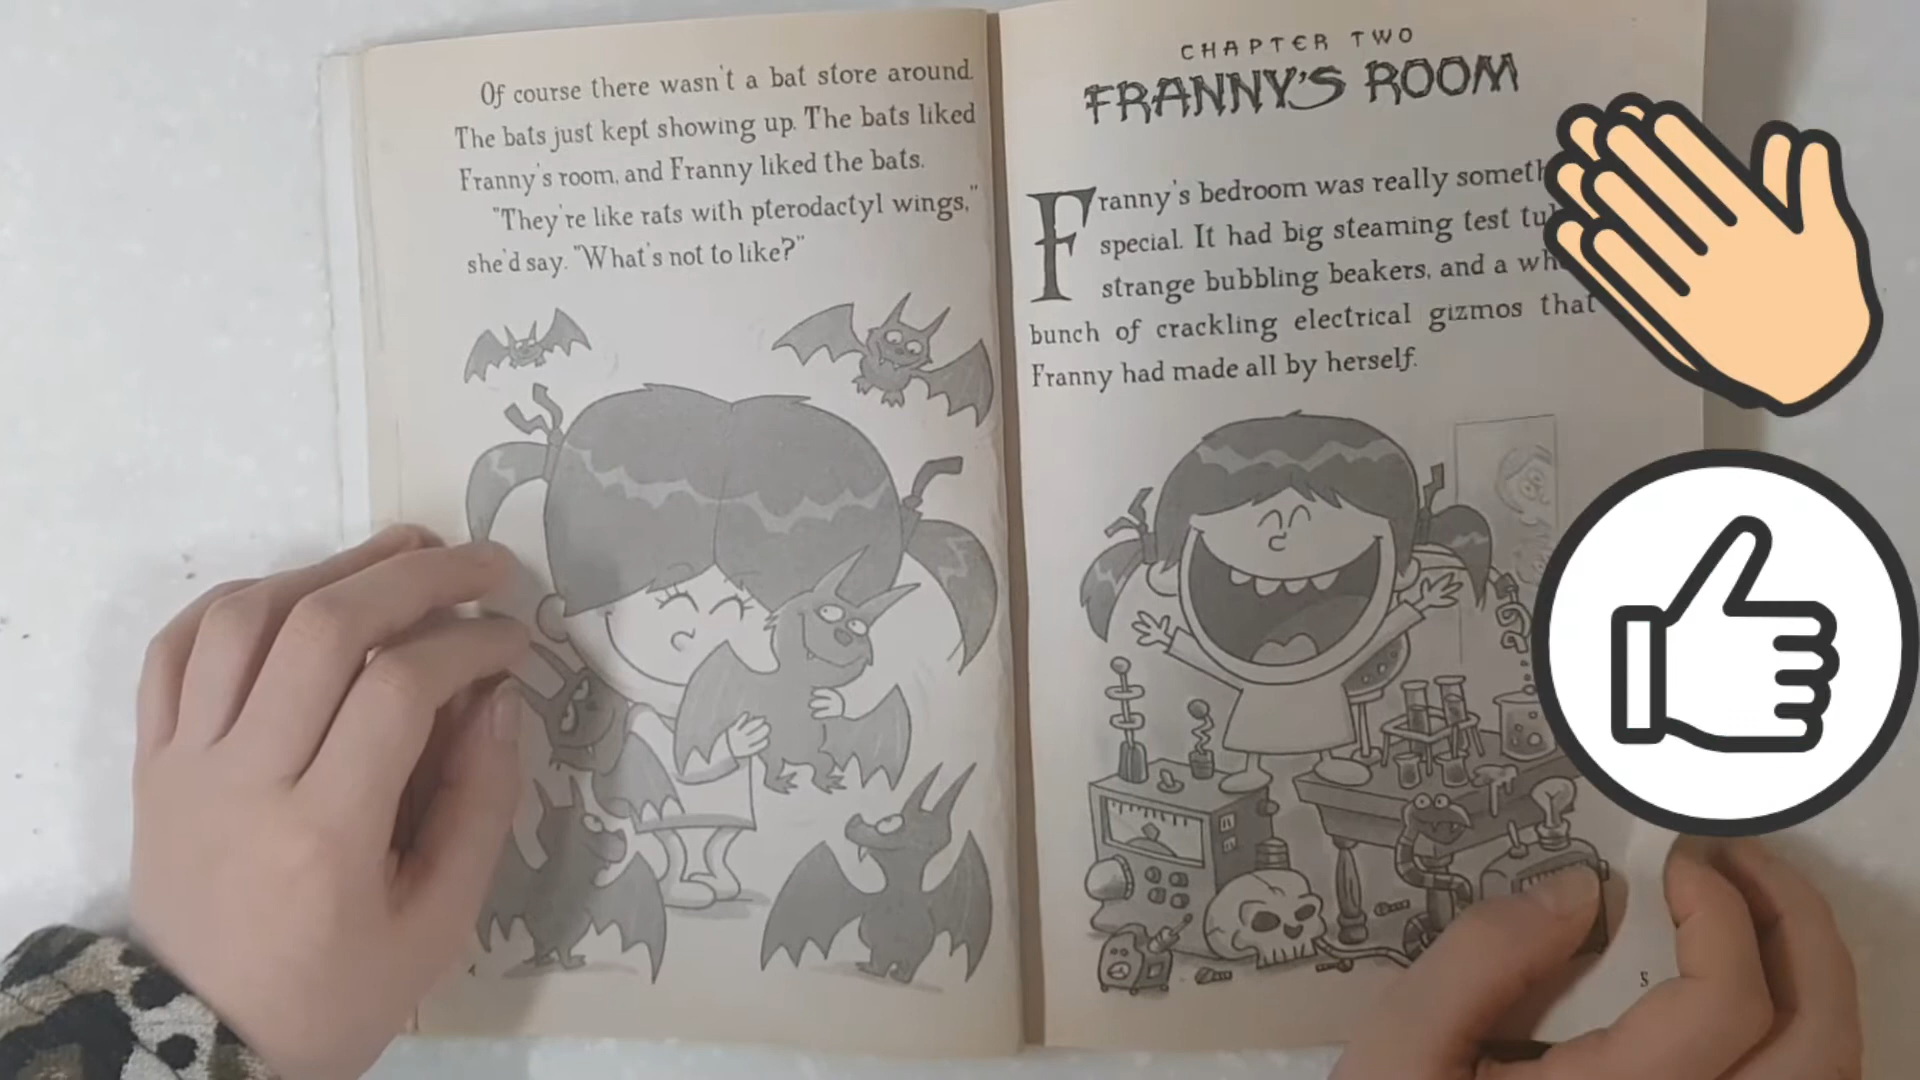 Of course there wasn't a bat store around.
The bats just kept showing up. The bats liked
Franny's room, and Franny liked the bats.
"They're like rats with pterodactyl wings,"
she'd say. "What's not to like?"
4
CHAPTER TWO
FRANNY'S ROOM
Franny's bedroom was really
special. It had big steaming test
strange bubbling beakers, and a
bunch of crackling electrical gizmos that
Franny had made all by herself.
5